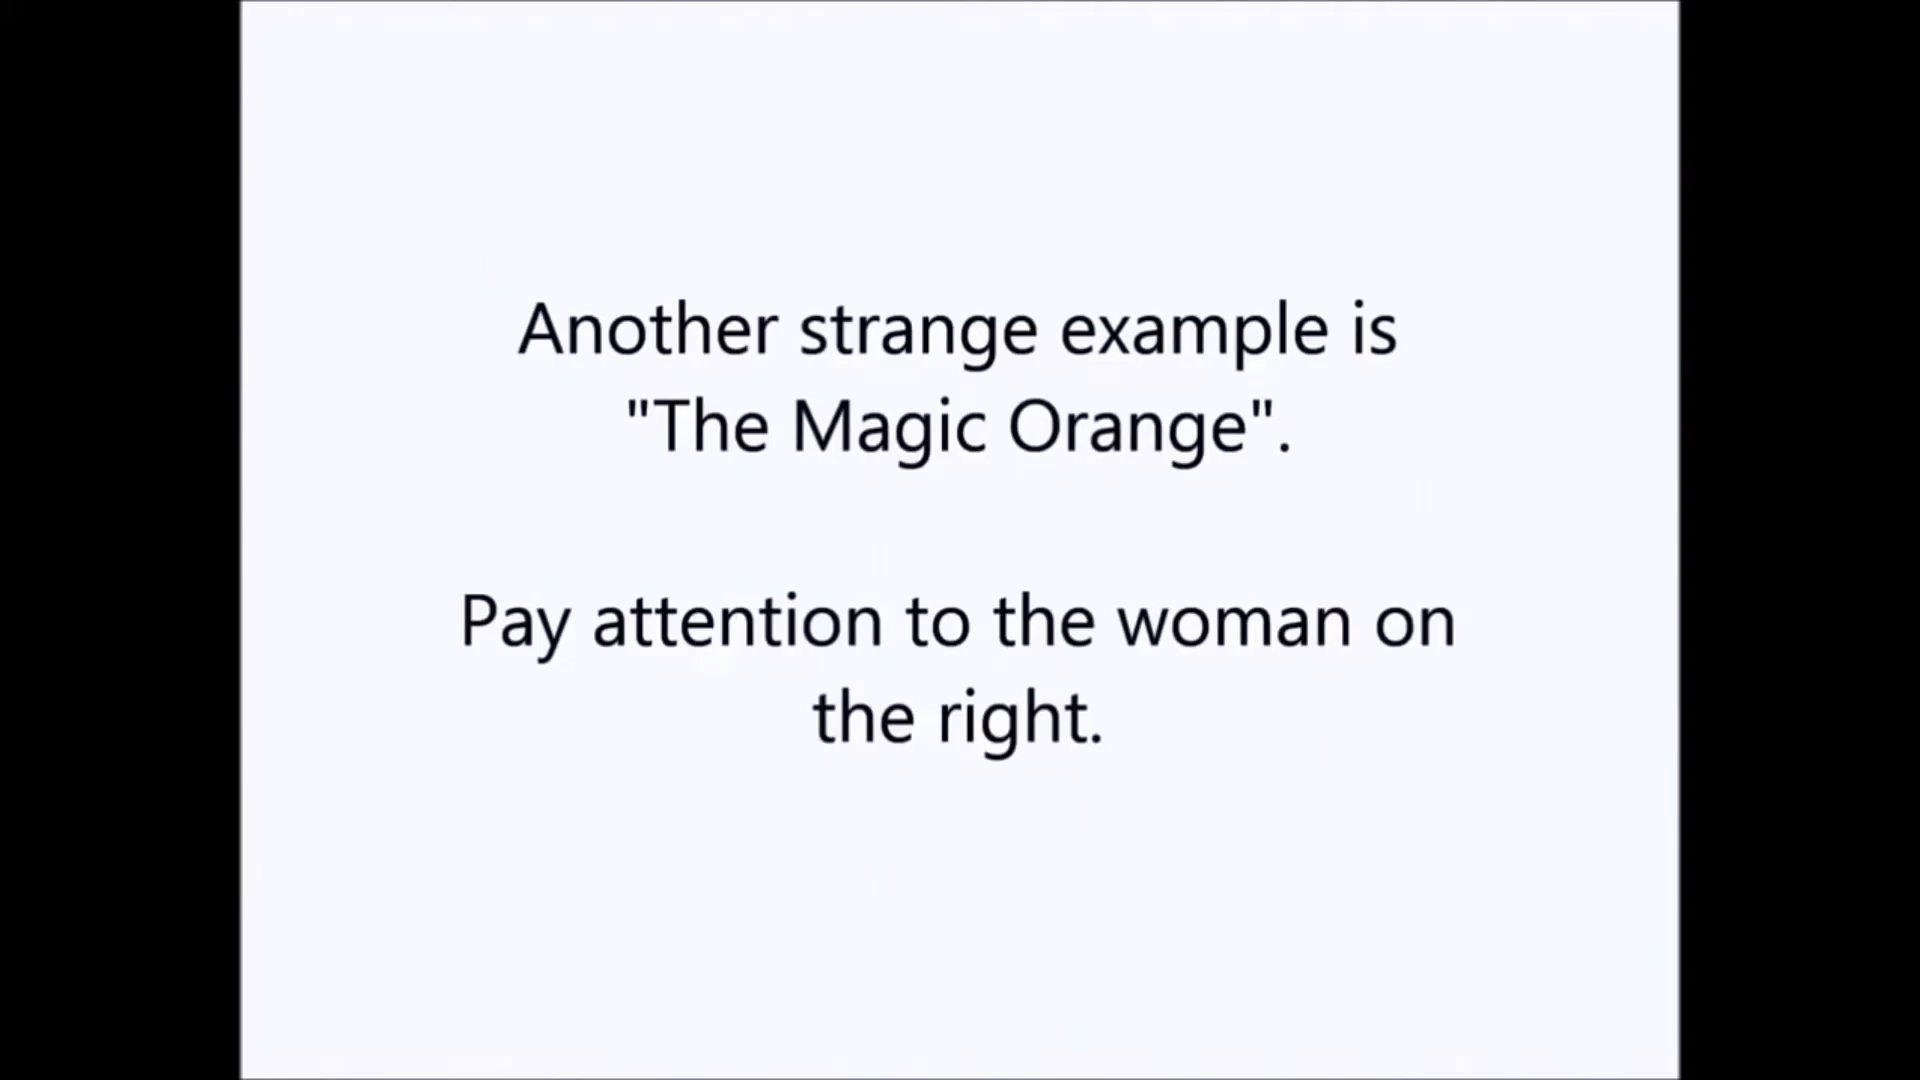 Another strange example is
"The Magic Orange".
Pay attention to the woman on
the right.